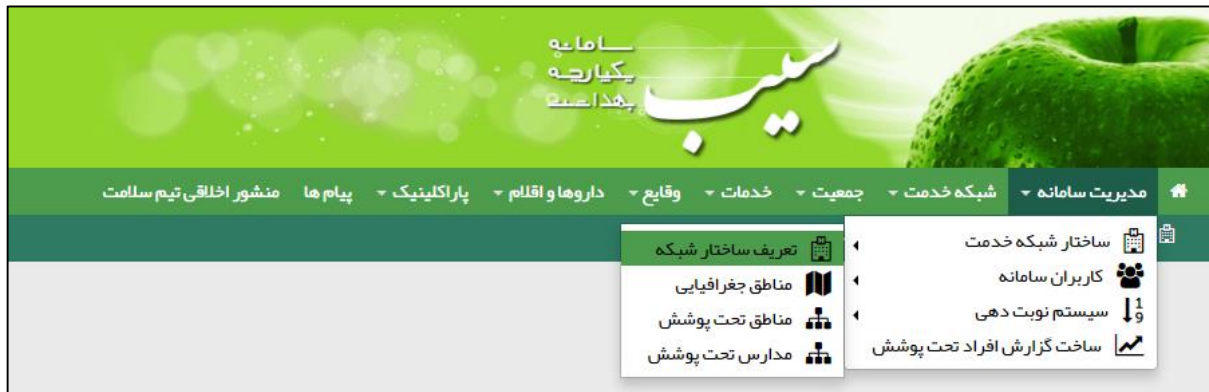 سامانه
یکپارچه
بهداشت
سیب
مدیریت سامانه
شبکه خدمت
جمعیت
خدمات
وقایع
داروها و اقلام
پاراکلینیک
پیام ها
منشور اخلاقی تیم سلامت
ساختار شبکه خدمت
کاربران سامانه
سیستم نوبت دهی
ساخت گزارش افراد تحت پوشش
تعریف ساختار شبکه
مناطق جغرافیایی
مناطق تحت پوشش
مدارس تحت پوشش